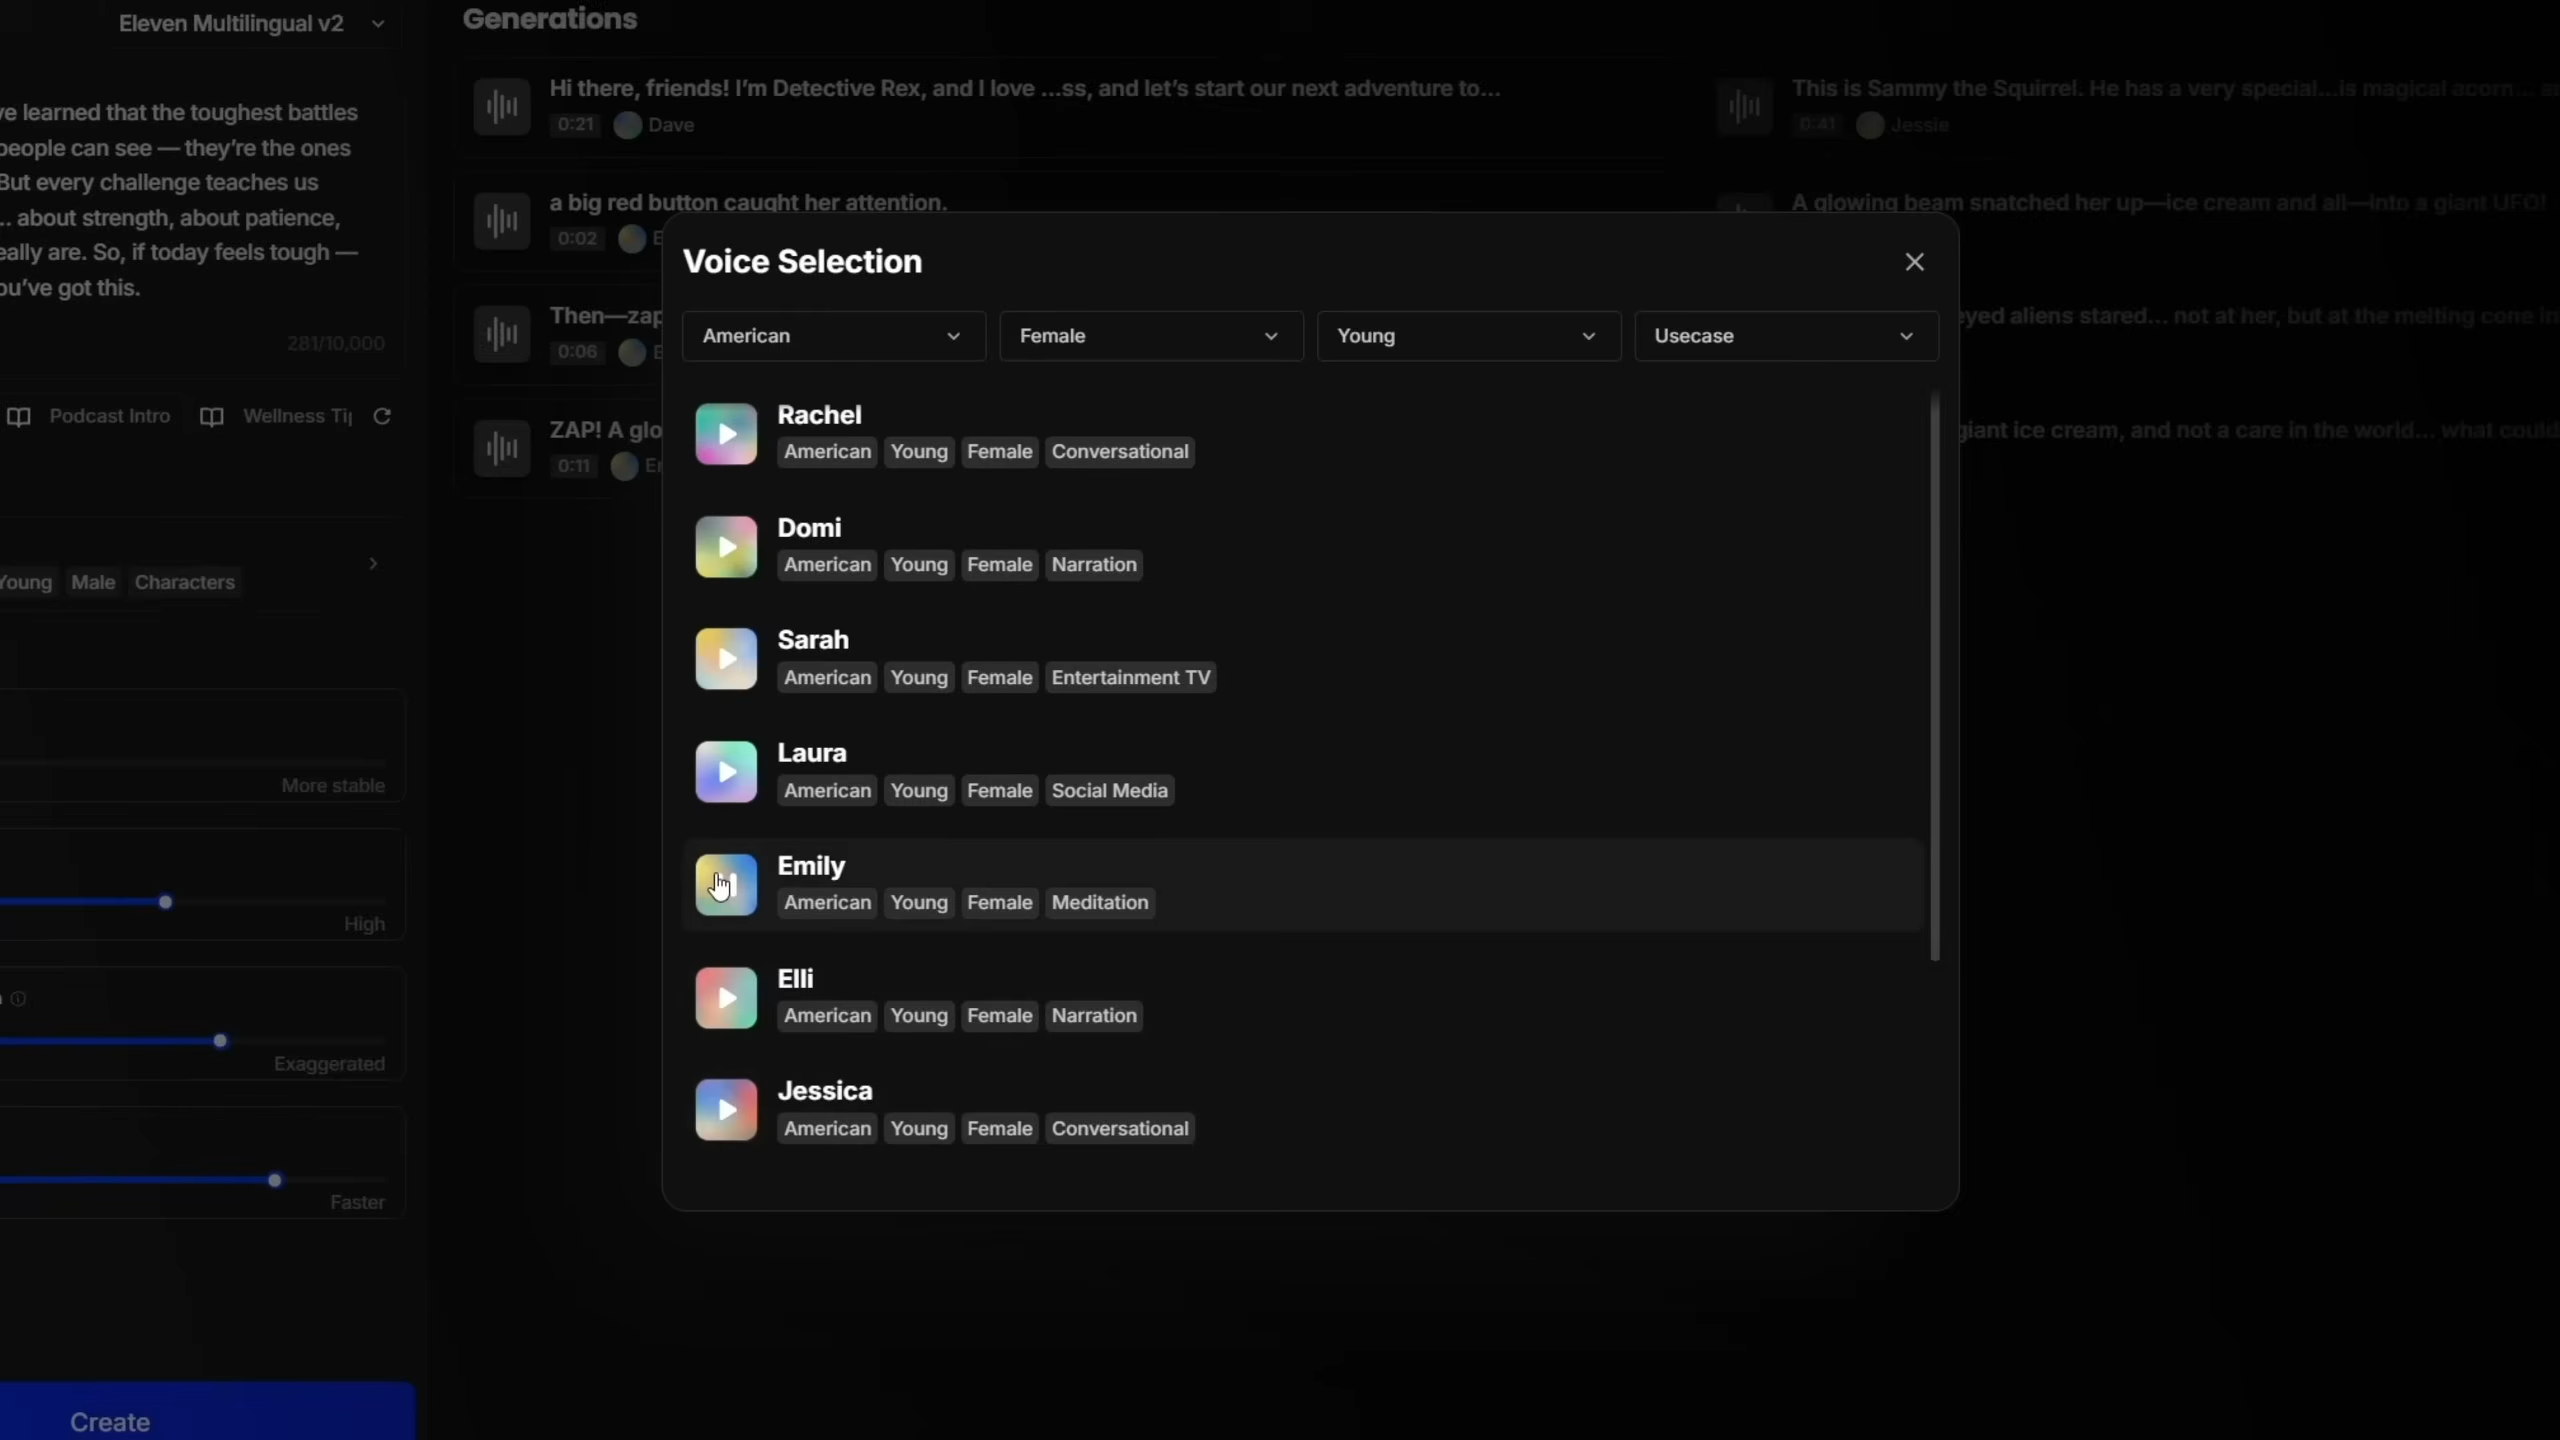 Eleven Multilingual v2
ve learned that the toughest battles
people can see — they're the ones
But every challenge teaches us
.. about strength, about patience,
eally are. So, if today feels tough —
ou've got this.
281/10,000
Podcast Intro
Wellness Ti
Young Male Characters
More stable
High
Exaggerated
Faster
Create
Generations
Hi there, friends! I'm Detective Rex, and I love ...ss, and let's start our next adventure to...
0:21 Dave
This is Sammy the Squirrel. He has a very special...is magical acorn...
0:41 Jessie
a big red button caught her attention.
0:02 E
A glowing beam snatched her up—ice cream and all—into a giant UFO!
Then—zap
0:06 E
eyed aliens stared... not at her, but at the melting cone in
ZAP! A glo
0:11 Er
giant ice cream, and not a care in the world... what could
Voice Selection
American Female Young Usecase
Rachel
American Young Female Conversational
Domi
American Young Female Narration
Sarah
American Young Female Entertainment TV
Laura
American Young Female Social Media
Emily
American Young Female Meditation
Elli
American Young Female Narration
Jessica
American Young Female Conversational